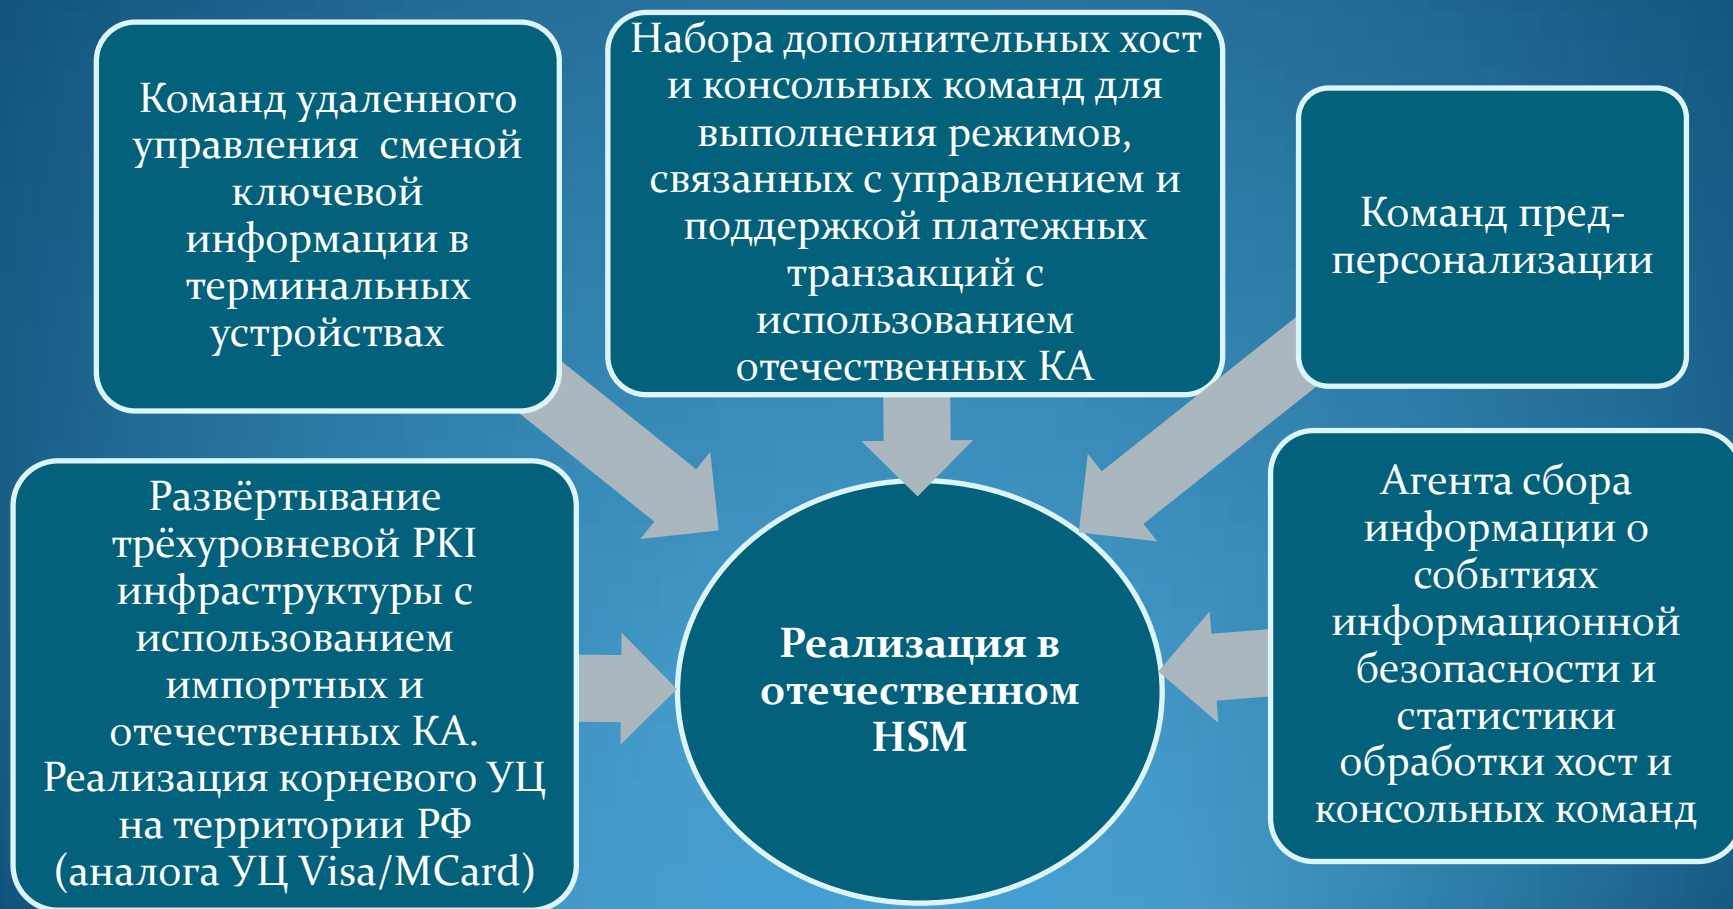 Команд удаленного
управления сменой
ключевой
информации в
терминальных
устройствах
Набора дополнительных хост
и консольных команд для
выполнения режимов,
связанных с управлением и
поддержкой платежных
транзакций с
использованием
отечественных КА
Команд пред-
персонализации
Развёртывание
трёхуровневой PKI
инфраструктуры с
использованием
импортных и
отечественных КА.
Реализация корневого УЦ
на территории РФ
(аналога УЦ Visa/MCard)
Реализация в
отечественном
HSM
Агента сбора
информации о
событиях
информационной
безопасности и
статистики
обработки хост и
консольных команд